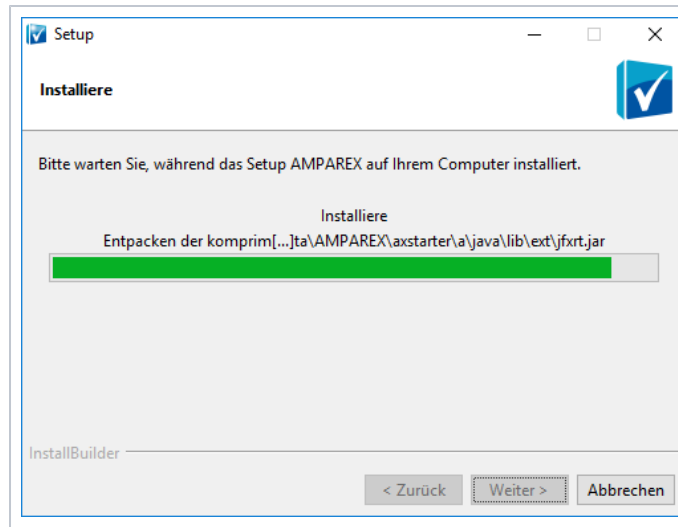 Setup
Installiere
Bitte warten Sie, während das Setup AMPAREX auf Ihrem Computer installiert.
Installiere
Entpacken der komprim[...]ta\AMPAREX\axstarter\a\java\lib\ext\jfxrt.jar
InstallBuilder
< Zurück Weiter > Abbrechen